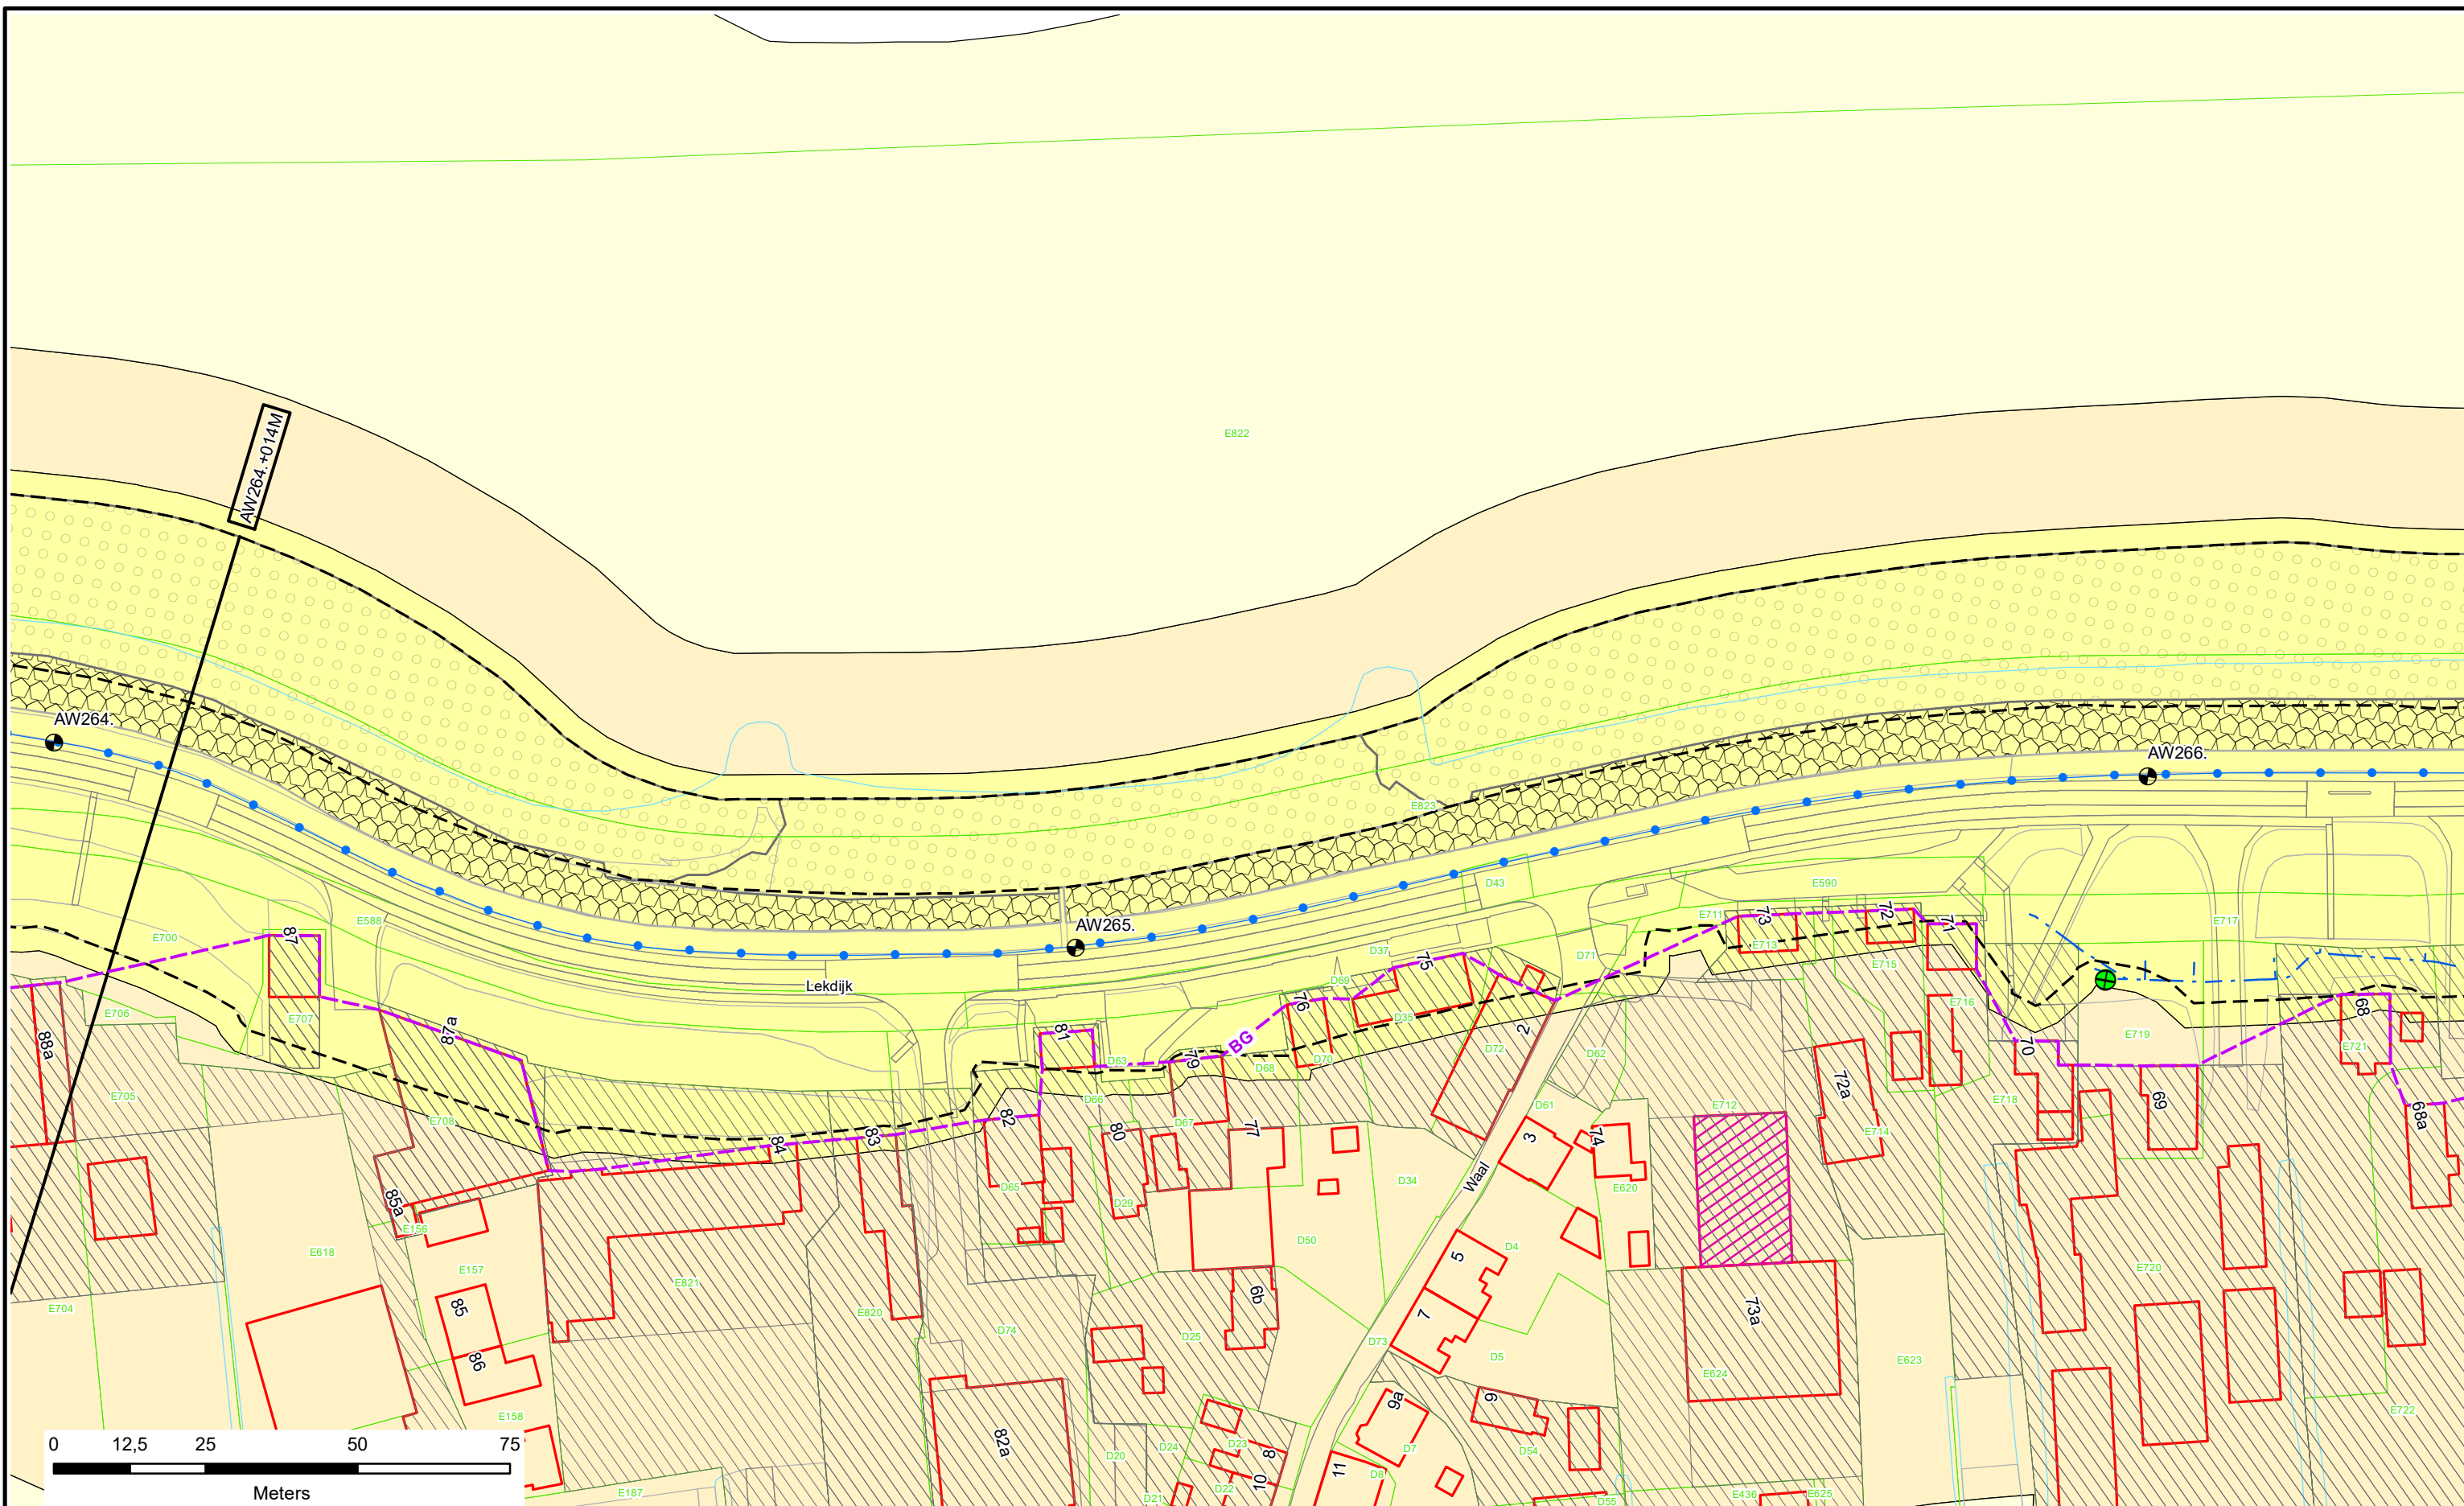 E822
AW264.+014M
AW264.
AW266.
E823
D43
E590
E588
E700
87
AW265.
E711
73
72
71
E717
D37
D71
E713
E715
75
Lekdijk
D69
76
E716
68
E706
E707
87a
88a
81
BG
D35
2
E719
70
D63
79
D68
D70
D72
D62
E721
E705
E708
D66
82
72a
E718
69
68a
84
83
80
D67
77
D61
3
74
E712
E714
85a
E156
D65
D29
D34
Waal
E620
E618
E157
D50
5
D4
E720
E704
85
E821
E820
6b
D74
D25
7
D73
73a
86
D5
E623
E624
E158
9a
9
E722
0 12,5 25 50 75
Meters
82a
D20
D24
D23
8
D7
D54
11
D8
10
E187
D21
D22
D55
E436
E625